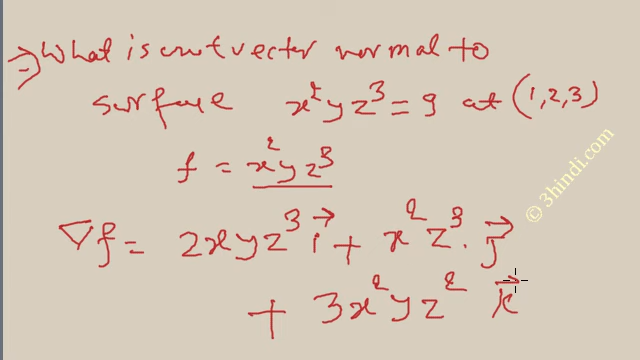 ⇒ What is unit vector normal to
surface x²yz³ = 9 at (1,2,3)
f = x²yz³
∇f = 2xyz³ i⃗ + x²z³. j⃗
+ 3x²yz² k⃗
© 3hindi.com